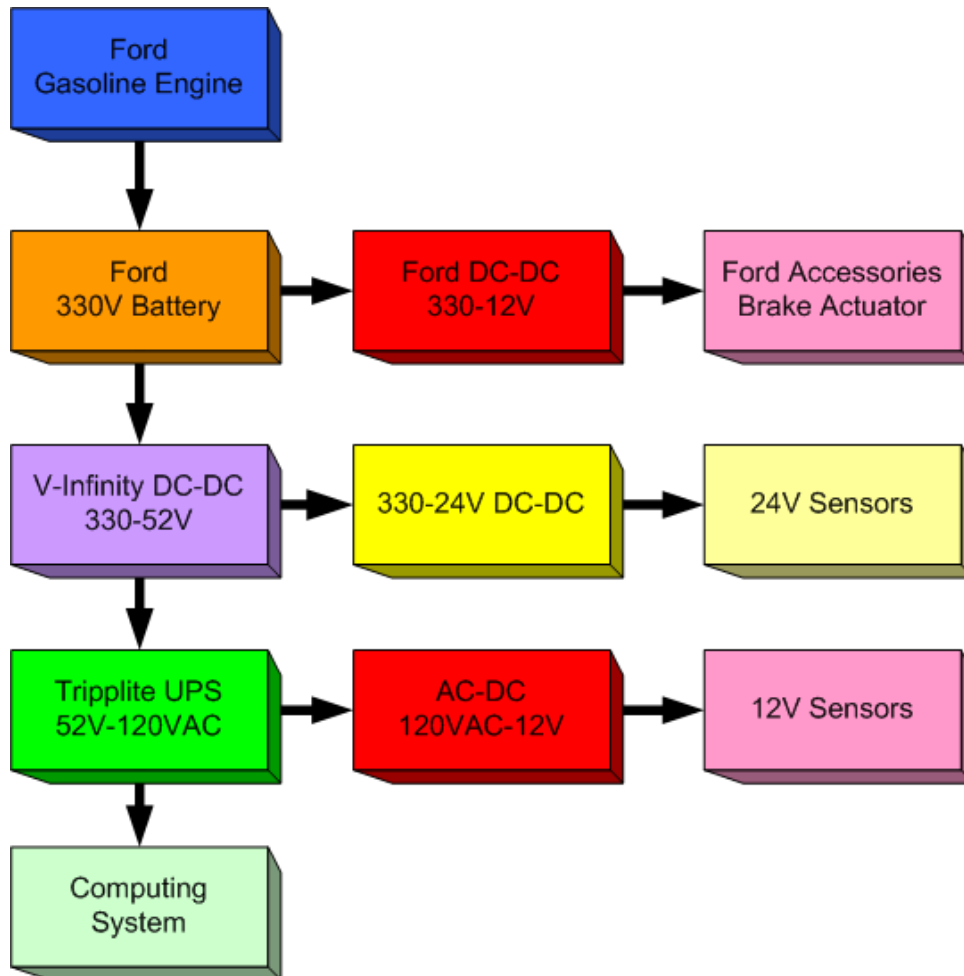 Ford
Gasoline Engine
Ford
330V Battery
Ford DC-DC
330-12V
Ford Accessories
Brake Actuator
V-Infinity DC-DC
330-52V
330-24V DC-DC
24V Sensors
Tripplite UPS
52V-120VAC
AC-DC
120VAC-12V
12V Sensors
Computing
System